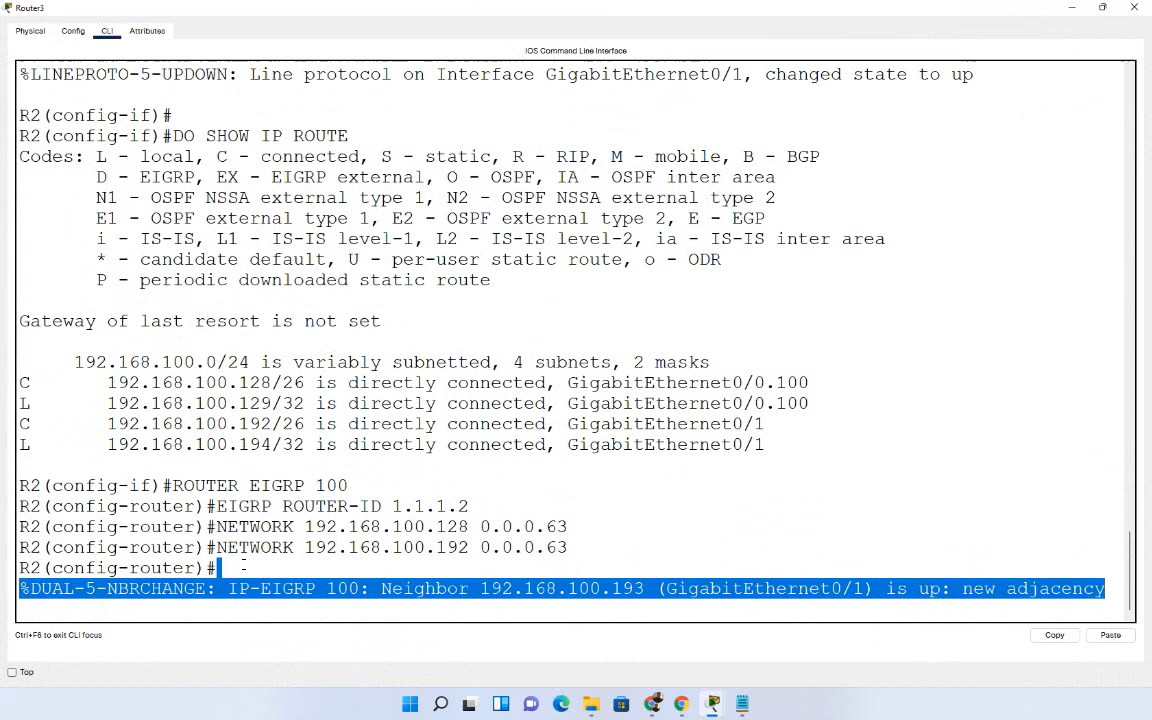 Router3
Physical Config CLI Attributes
IOS Command Line Interface
%LINEPROTO-5-UPDOWN: Line protocol on Interface GigabitEthernet0/1, changed state to up
R2(config-if)#
R2(config-if)#DO SHOW IP ROUTE
Codes: L - local, C - connected, S - static, R - RIP, M - mobile, B - BGP
D - EIGRP, EX - EIGRP external, O - OSPF, IA - OSPF inter area
N1 - OSPF NSSA external type 1, N2 - OSPF NSSA external type 2
E1 - OSPF external type 1, E2 - OSPF external type 2, E - EGP
i - IS-IS, L1 - IS-IS level-1, L2 - IS-IS level-2, ia - IS-IS inter area
* - candidate default, U - per-user static route, o - ODR
P - periodic downloaded static route
Gateway of last resort is not set
192.168.100.0/24 is variably subnetted, 4 subnets, 2 masks
C 192.168.100.128/26 is directly connected, GigabitEthernet0/0.100
L 192.168.100.129/32 is directly connected, GigabitEthernet0/0.100
C 192.168.100.192/26 is directly connected, GigabitEthernet0/1
L 192.168.100.194/32 is directly connected, GigabitEthernet0/1
R2(config-if)#ROUTER EIGRP 100
R2(config-router)#EIGRP ROUTER-ID 1.1.1.2
R2(config-router)#NETWORK 192.168.100.128 0.0.0.63
R2(config-router)#NETWORK 192.168.100.192 0.0.0.63
R2(config-router)#
%DUAL-5-NBRCHANGE: IP-EIGRP 100: Neighbor 192.168.100.193 (GigabitEthernet0/1) is up: new adjacency
Ctrl+F6 to exit CLI focus
Copy Paste
Top